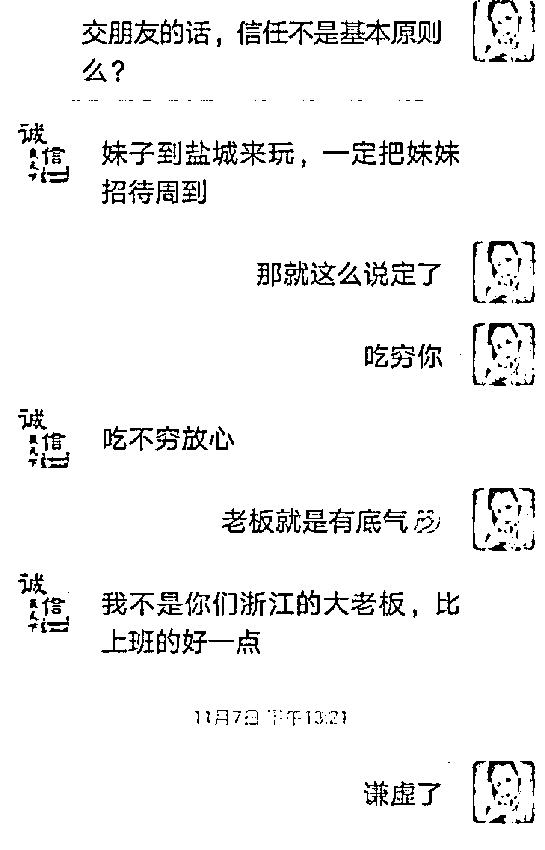 交朋友的话，信任不是基本原则
么？
诚
信
妹子到盐城来玩，一定把妹妹
招待周到
那就这么说定了
吃穷你
诚
信
吃不穷放心
老板就是有底气
诚
信
我不是你们浙江的大老板，比
上班的好一点
11月7日 下午13:21
谦虚了